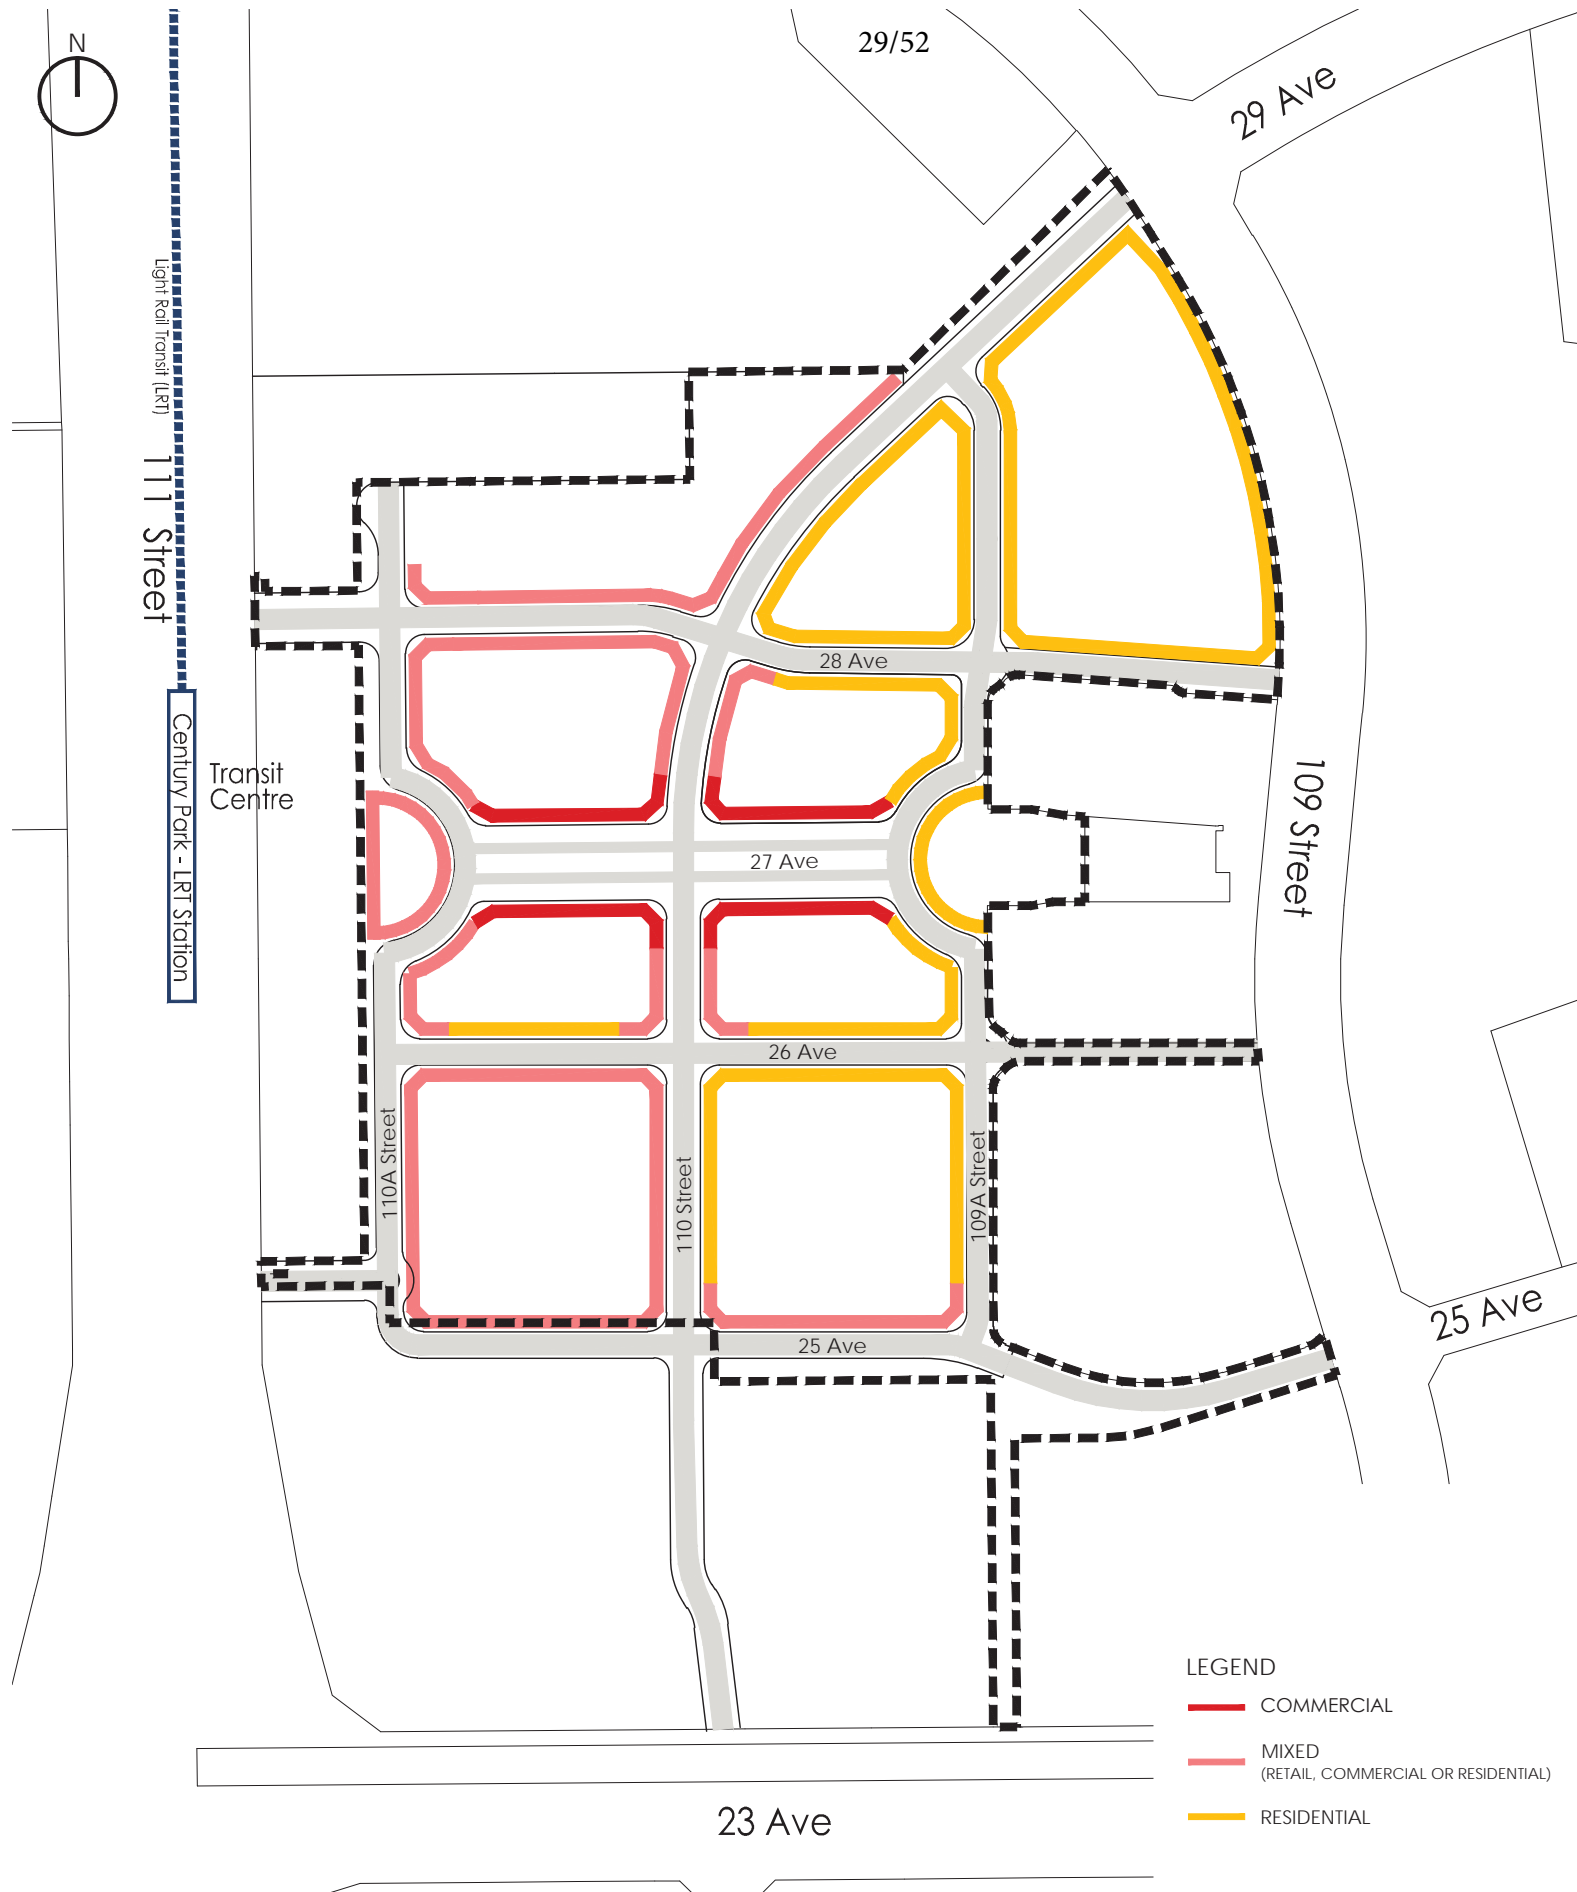 N
29/52
29 Ave
Light Rail Transit (LRT)
111 Street
28 Ave
Century Park - LRT Station
Transit
Centre
109 Street
27 Ave
26 Ave
110A Street
110 Street
109A Street
25 Ave
25 Ave
LEGEND
COMMERCIAL
MIXED
(RETAIL, COMMERCIAL OR RESIDENTIAL)
RESIDENTIAL
23 Ave